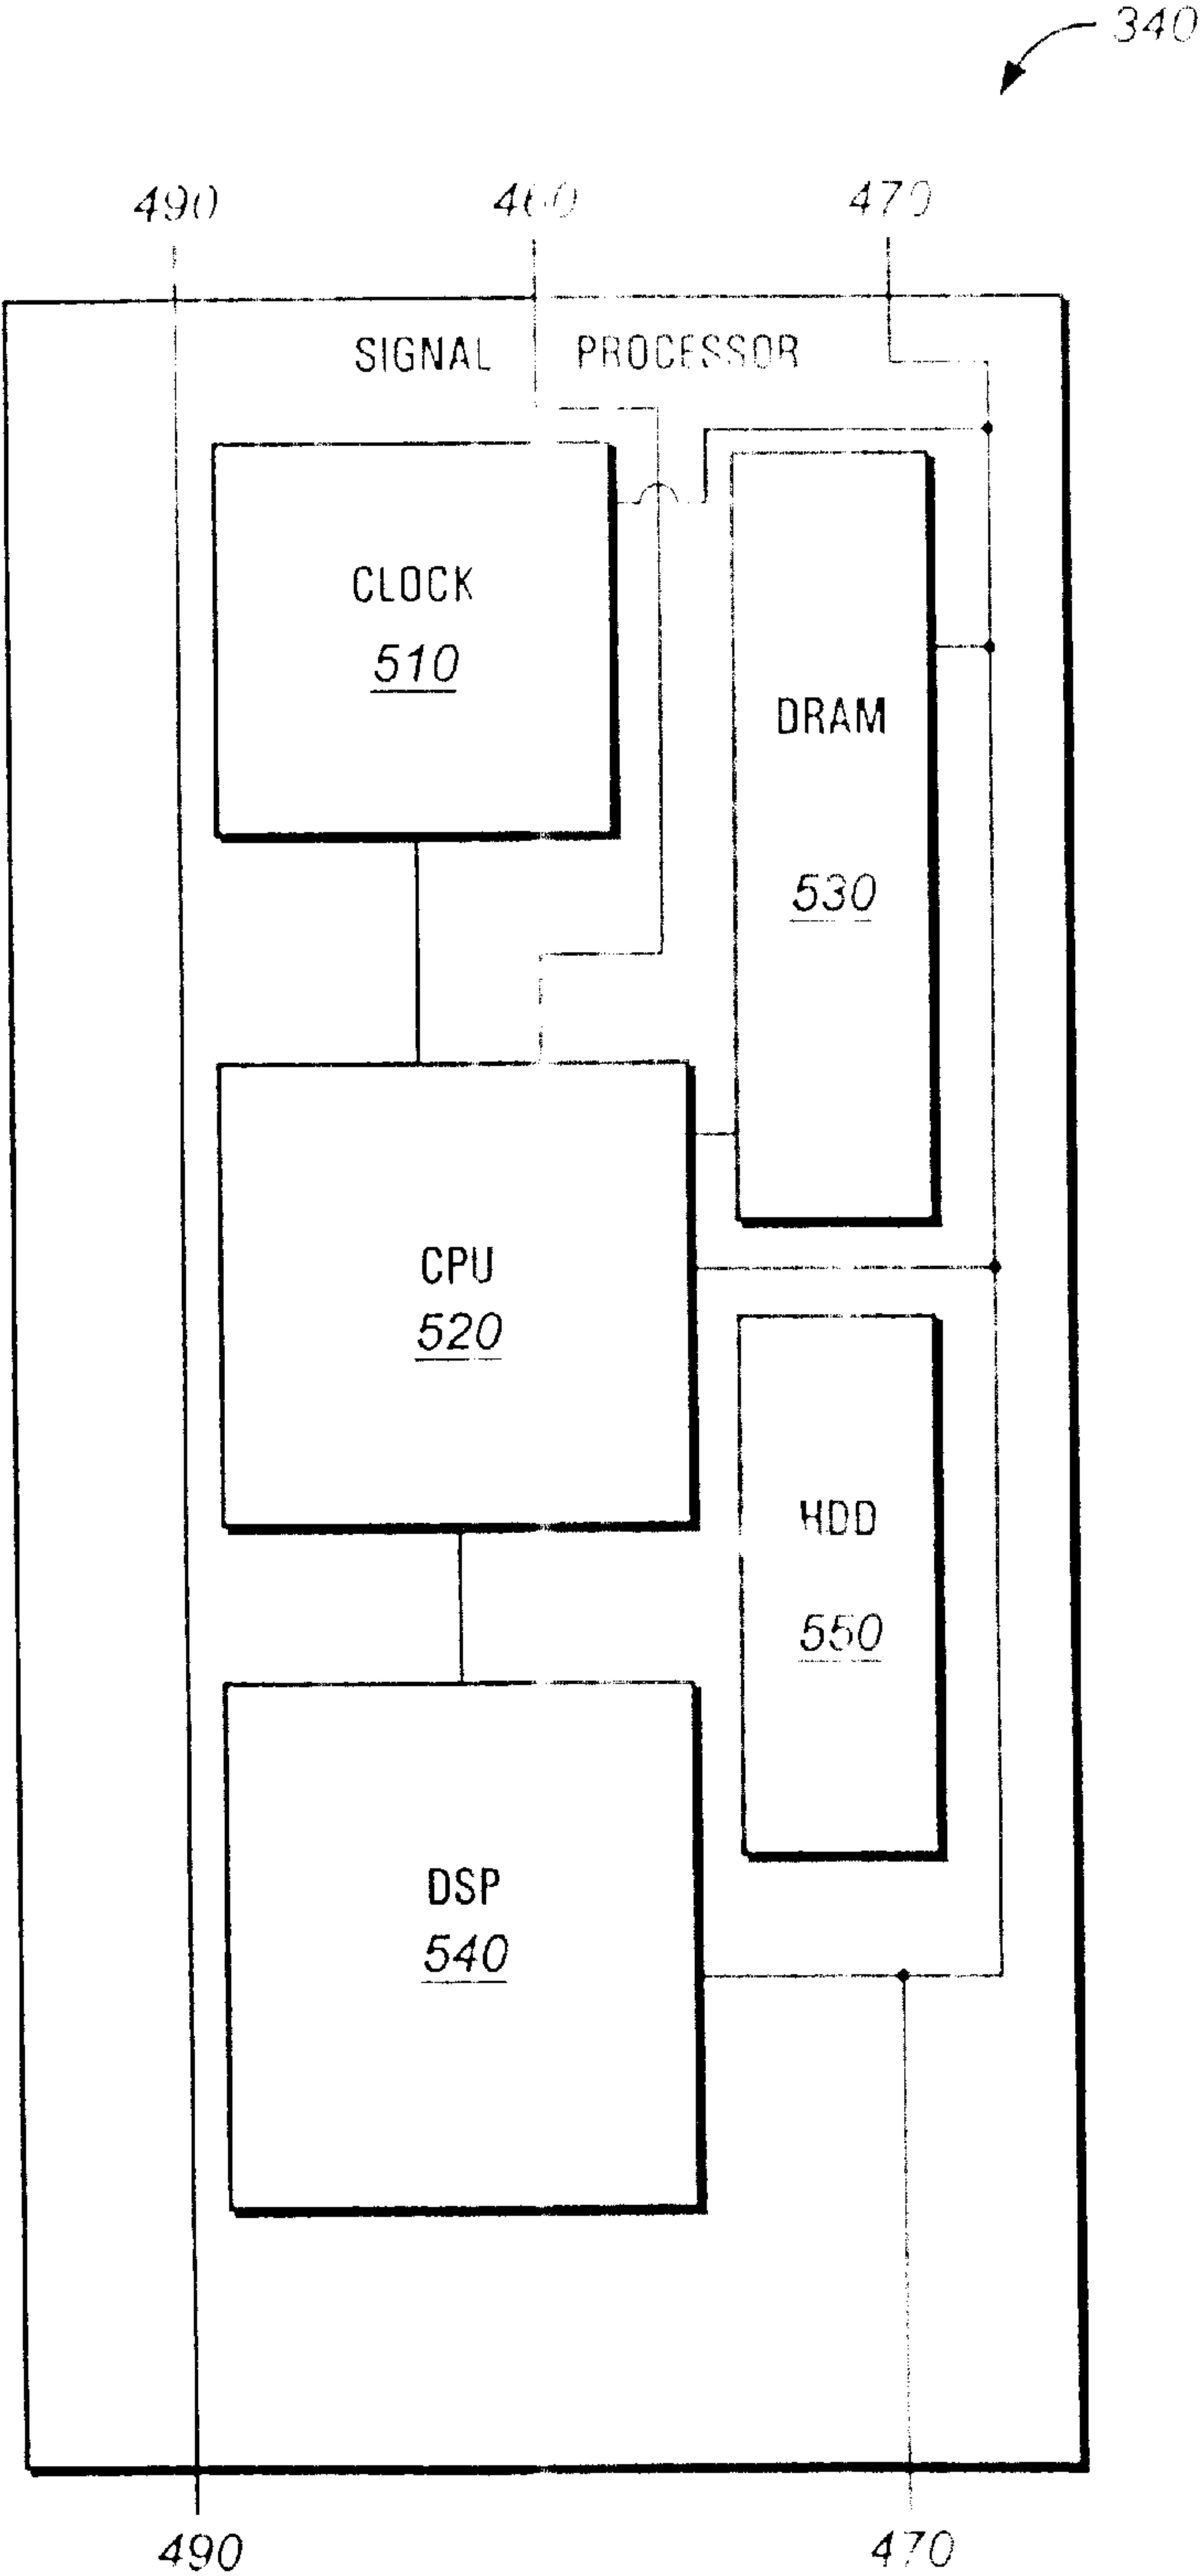 340
490 460 470
SIGNAL PROCESSOR
CLOCK
510
DRAM
530
CPU
520
HDD
550
DSP
540
490 470